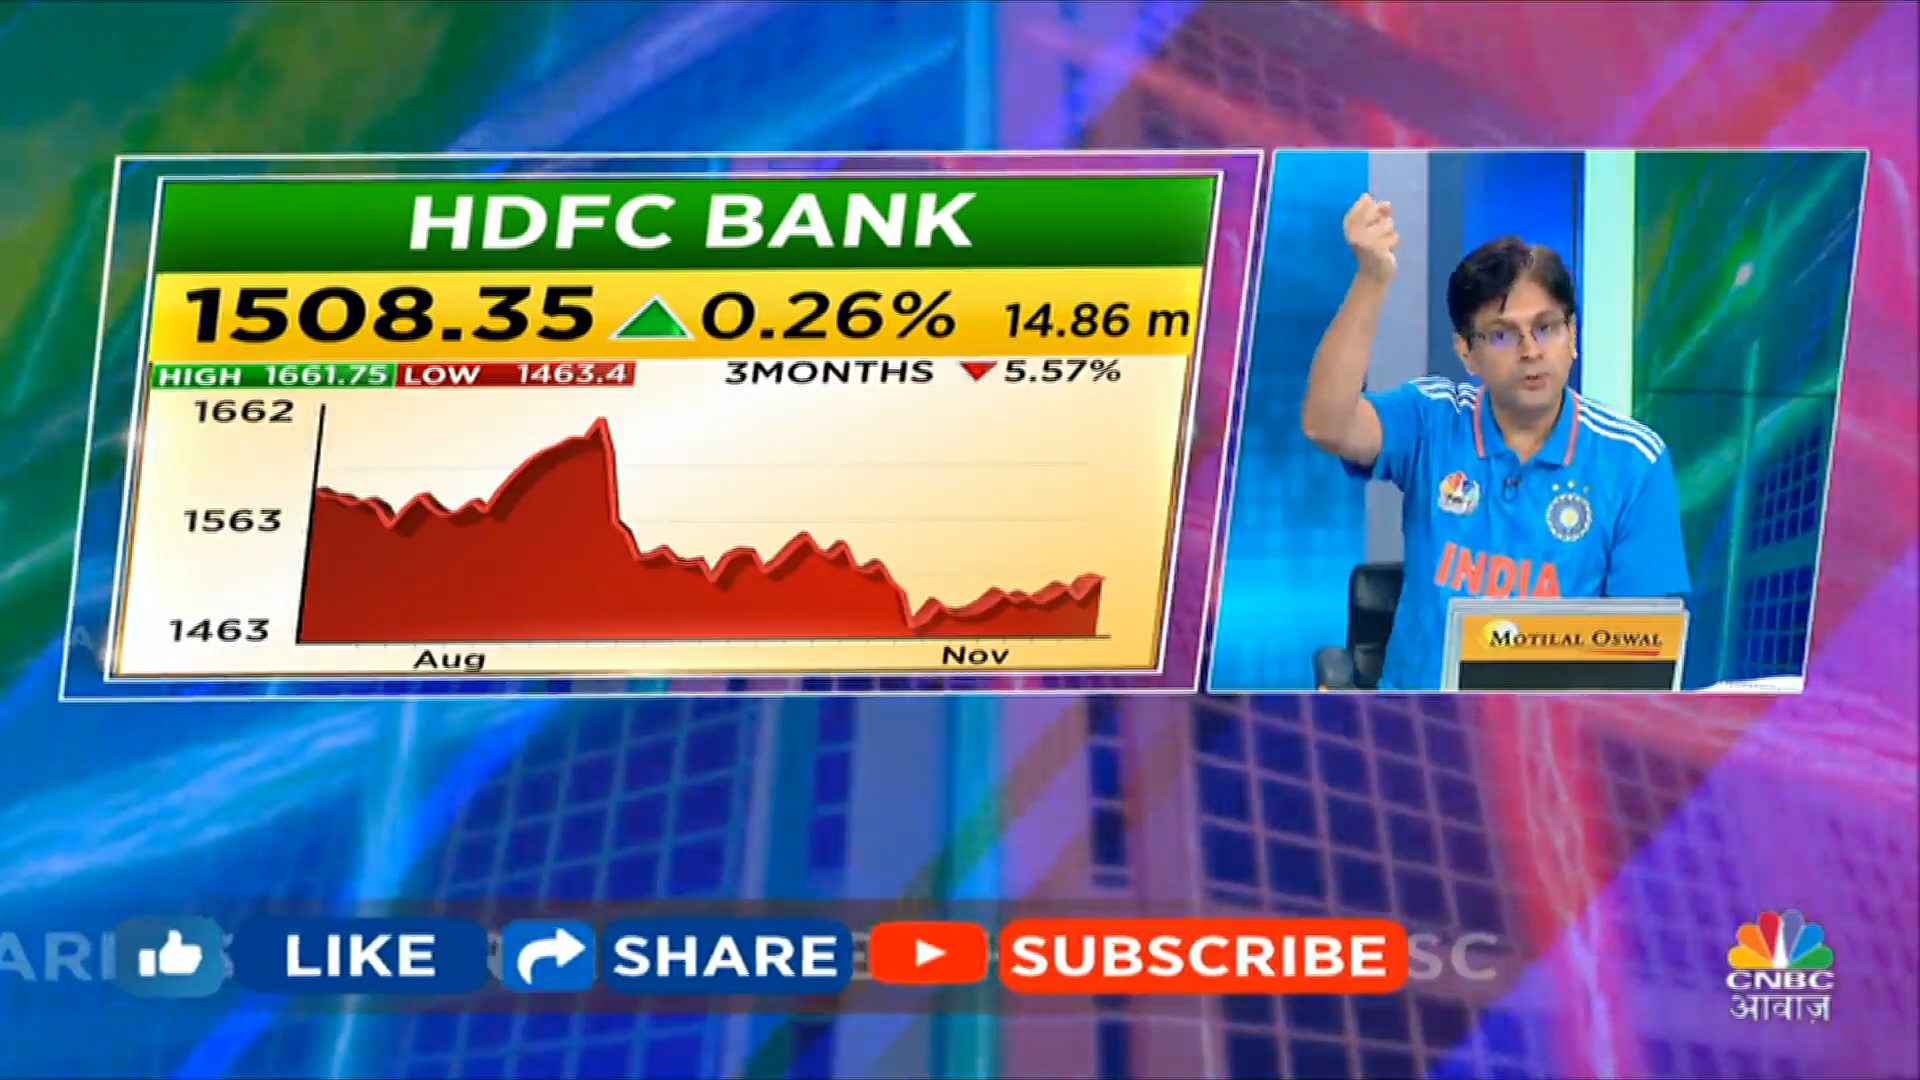 HDFC BANK
1508.35 0.26% 14.86 m
HIGH 1661.75 LOW 1463.4 3MONTHS 5.57%
1662
1563
1463
Aug Nov
INDIA
MOTILAL OSWAL
LIKE SHARE SUBSCRIBE
CNBC
आवाज़